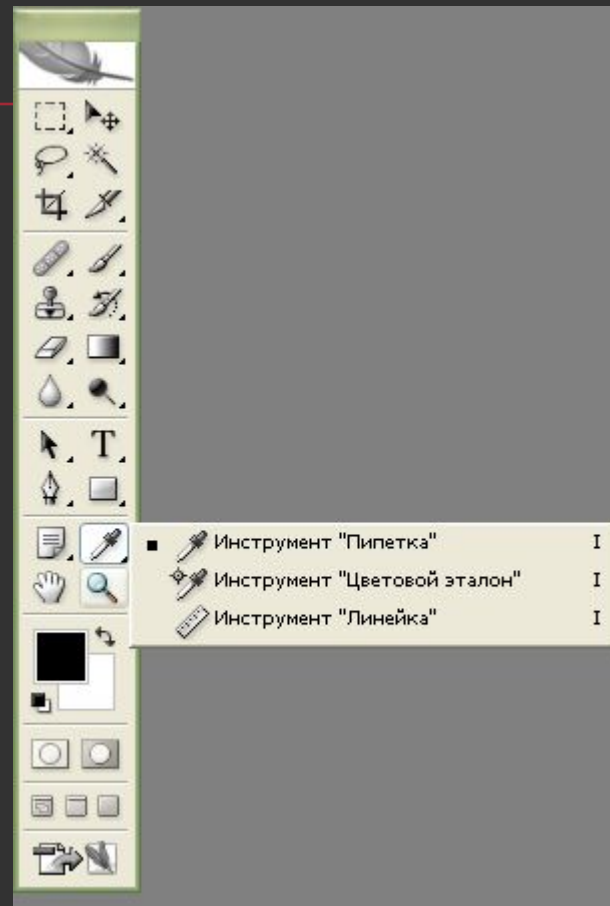 T
Инструмент "Пипетка" I
Инструмент "Цветовой эталон" I
Инструмент "Линейка" I